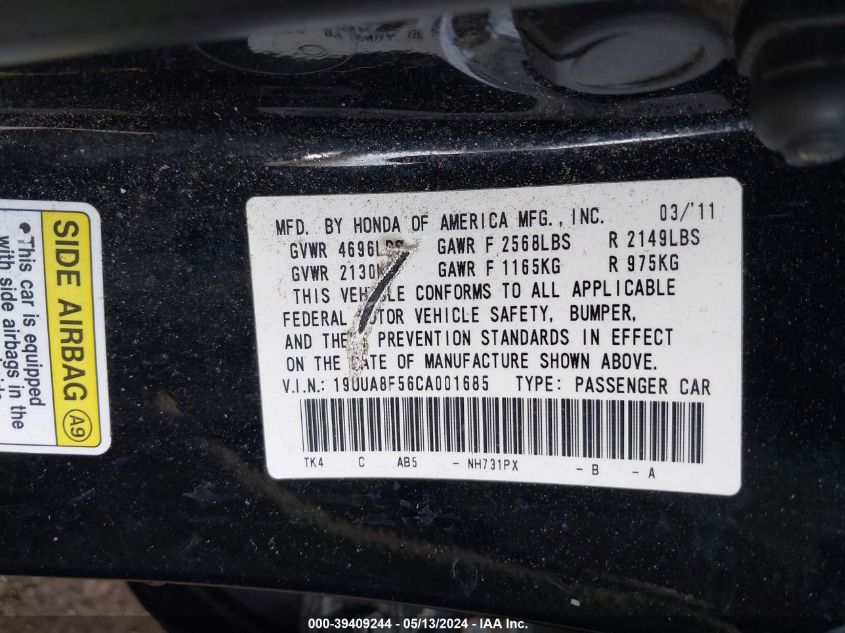 SIDE AIRBAG A9
• This car is equipped
with side airbags in the
MFD. BY HONDA OF AMERICA MFG., INC. 03/'11
GVWR 4696LBS GAWR F 2568LBS R 2149LBS
GVWR 2130 GAWR F 1165KG R 975KG
THIS VEHICLE CONFORMS TO ALL APPLICABLE
FEDERAL MOTOR VEHICLE SAFETY, BUMPER,
AND THEFT PREVENTION STANDARDS IN EFFECT
ON THE DATE OF MANUFACTURE SHOWN ABOVE.
V.I.N.: 19UUA8F56CA001685 TYPE: PASSENGER CAR
TK4 C AB5 - NH731PX - B - A
000-39409244 - 05/13/2024 - IAA Inc.